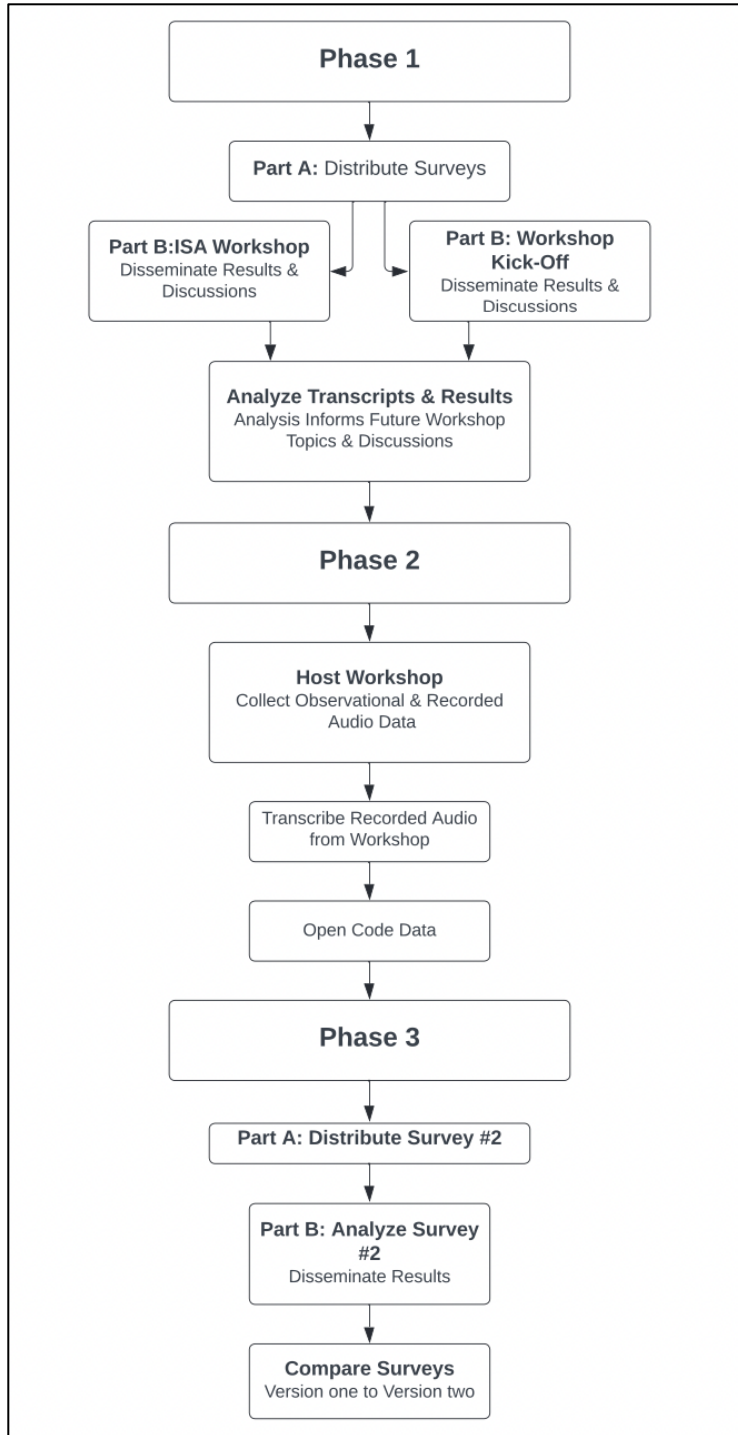 Phase 1
Part A: Distribute Surveys
Part B:ISA Workshop
Disseminate Results &
Discussions
Part B: Workshop
Kick-Off
Disseminate Results &
Discussions
Analyze Transcripts & Results
Analysis Informs Future Workshop
Topics & Discussions
Phase 2
Host Workshop
Collect Observational & Recorded
Audio Data
Transcribe Recorded Audio
from Workshop
Open Code Data
Phase 3
Part A: Distribute Survey #2
Part B: Analyze Survey
#2
Disseminate Results
Compare Surveys
Version one to Version two